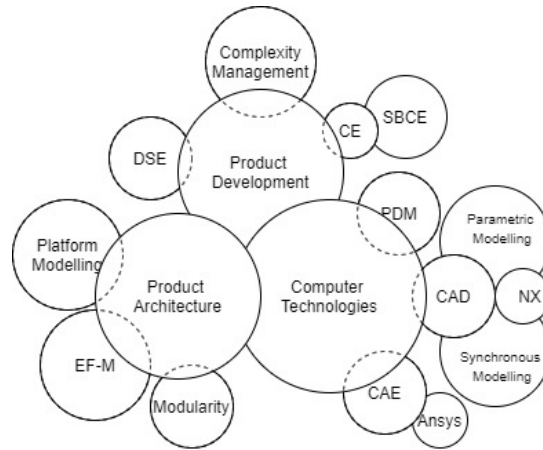 Complexity
Management
CE
SBCE
DSE
Product
Development
PDM
Parametric
Modelling
Platform
Modelling
Product
Architecture
Computer
Technologies
CAD
NX
EF-M
Synchronous
Modelling
Modularity
CAE
Ansys